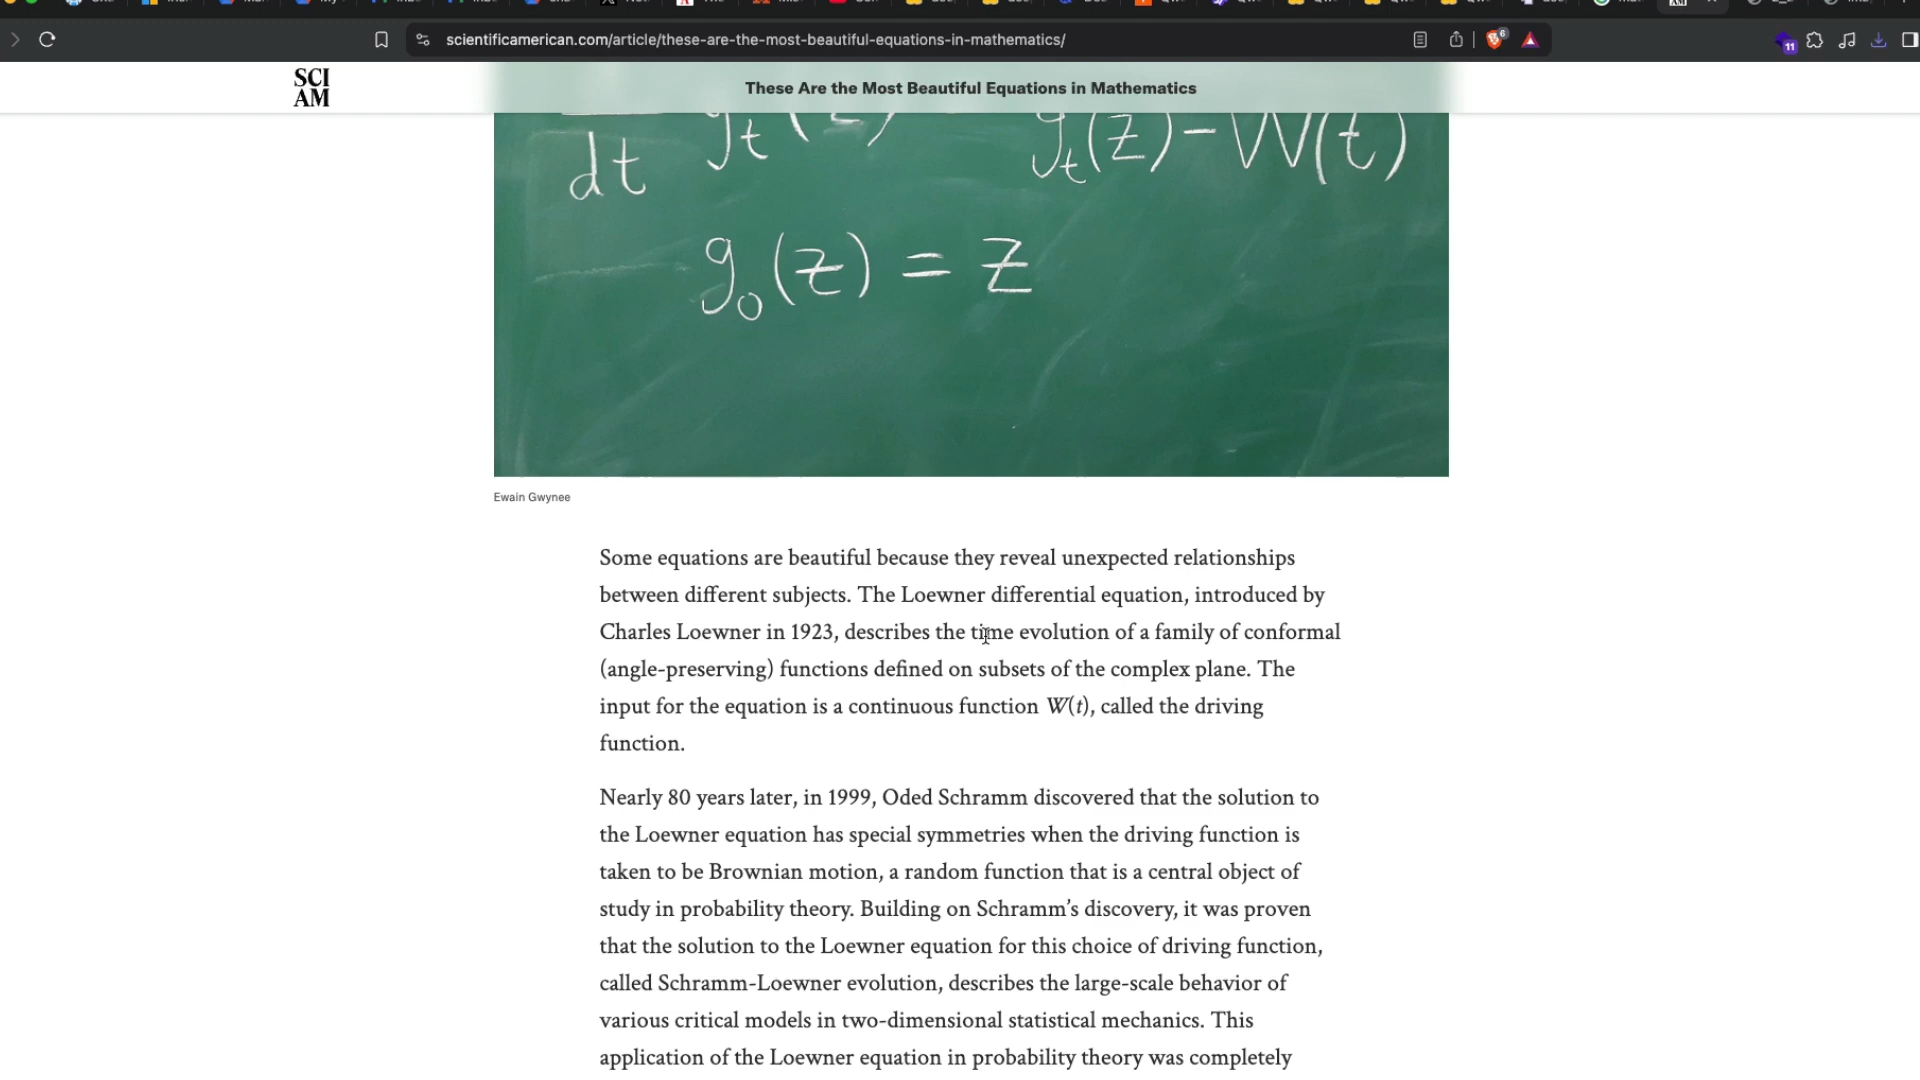 scientificamerican.com/article/these-are-the-most-beautiful-equations-in-mathematics/
6
11
SCI
AM
These Are the Most Beautiful Equations in Mathematics
dt g_t(z) g_t(z) - W(t)
g_0(z) = z
Ewain Gwynee
Some equations are beautiful because they reveal unexpected relationships
between different subjects. The Loewner differential equation, introduced by
Charles Loewner in 1923, describes the time evolution of a family of conformal
(angle-preserving) functions defined on subsets of the complex plane. The
input for the equation is a continuous function W(t), called the driving
function.
Nearly 80 years later, in 1999, Oded Schramm discovered that the solution to
the Loewner equation has special symmetries when the driving function is
taken to be Brownian motion, a random function that is a central object of
study in probability theory. Building on Schramm’s discovery, it was proven
that the solution to the Loewner equation for this choice of driving function,
called Schramm-Loewner evolution, describes the large-scale behavior of
various critical models in two-dimensional statistical mechanics. This
application of the Loewner equation in probability theory was completely